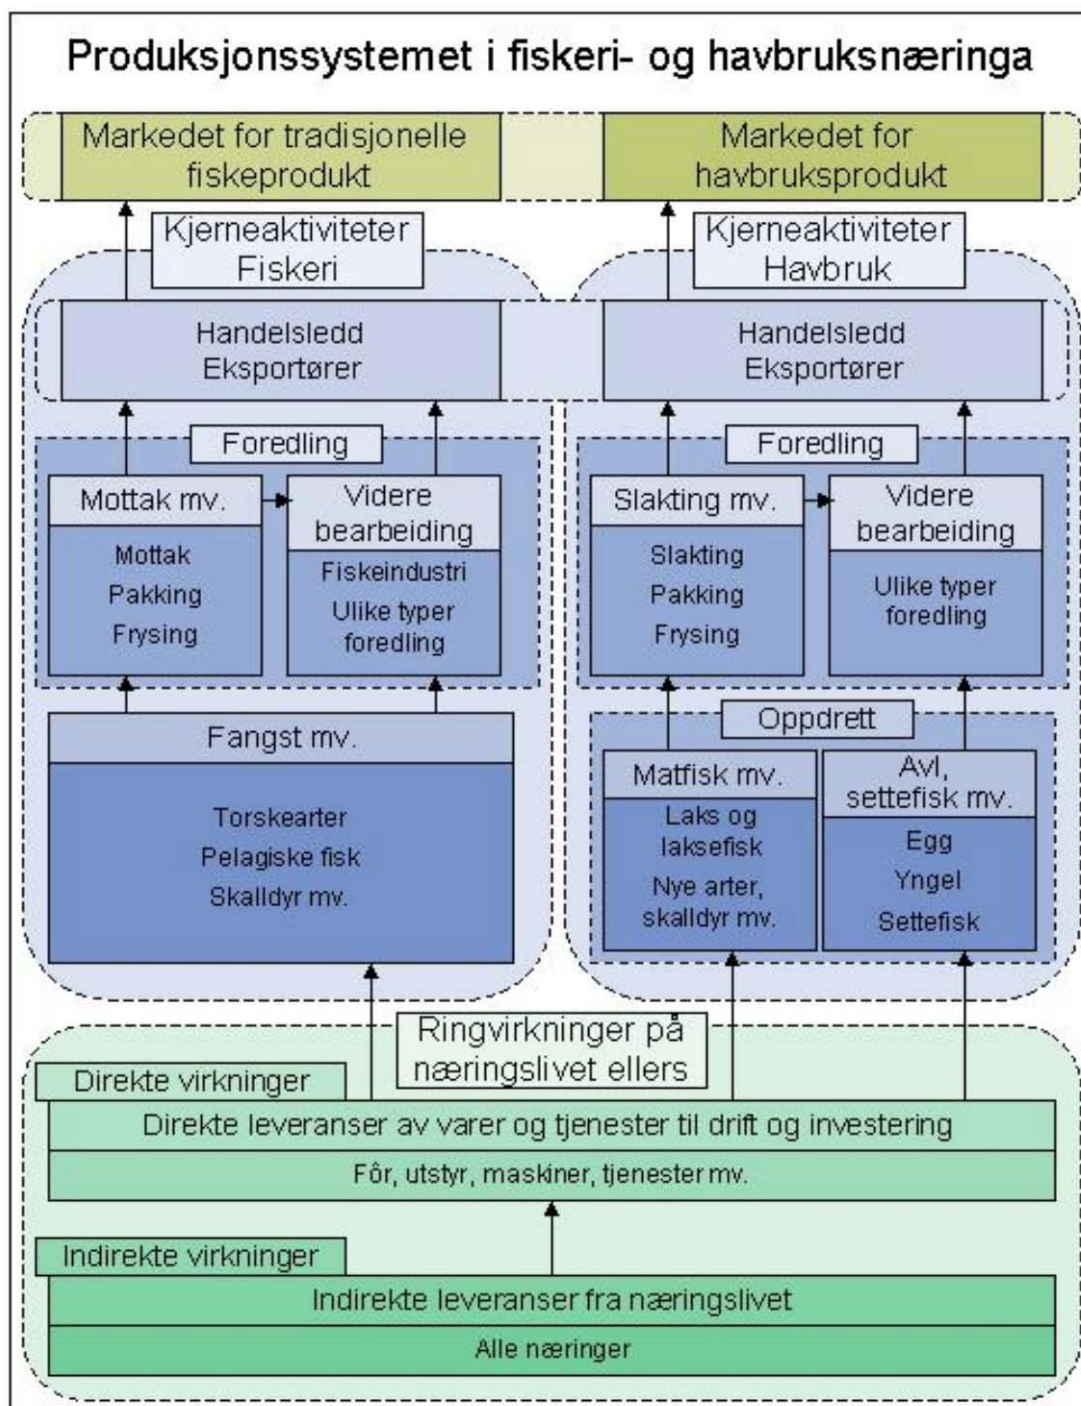 Produksjonssystemet i fiskeri- og havbruksnæringa
Markedet for tradisjonelle
fiskeprodukt
Markedet for
havbruksprodukt
Kjerneaktiviteter
Fiskeri
Kjerneaktiviteter
Havbruk
Handelsledd
Eksportører
Handelsledd
Eksportører
Foredling
Mottak mv.
Mottak
Pakking
Frysing
Videre
bearbeiding
Fiskeindustri
Ulike typer
foredling
Foredling
Slakting mv.
Slakting
Pakking
Frysing
Videre
bearbeiding
Ulike typer
foredling
Fangst mv.
Torskearter
Pelagiske fisk
Skalldyr mv.
Oppdrett
Matfisk mv.
Laks og
laksefisk
Nye arter,
skalldyr mv.
Avl,
settefisk mv.
Egg
Yngel
Settefisk
Ringvirkninger på
næringslivet ellers
Direkte virkninger
Direkte leveranser av varer og tjenester til drift og investering
Fôr, utstyr, maskiner, tjenester mv.
Indirekte virkninger
Indirekte leveranser fra næringslivet
Alle næringer